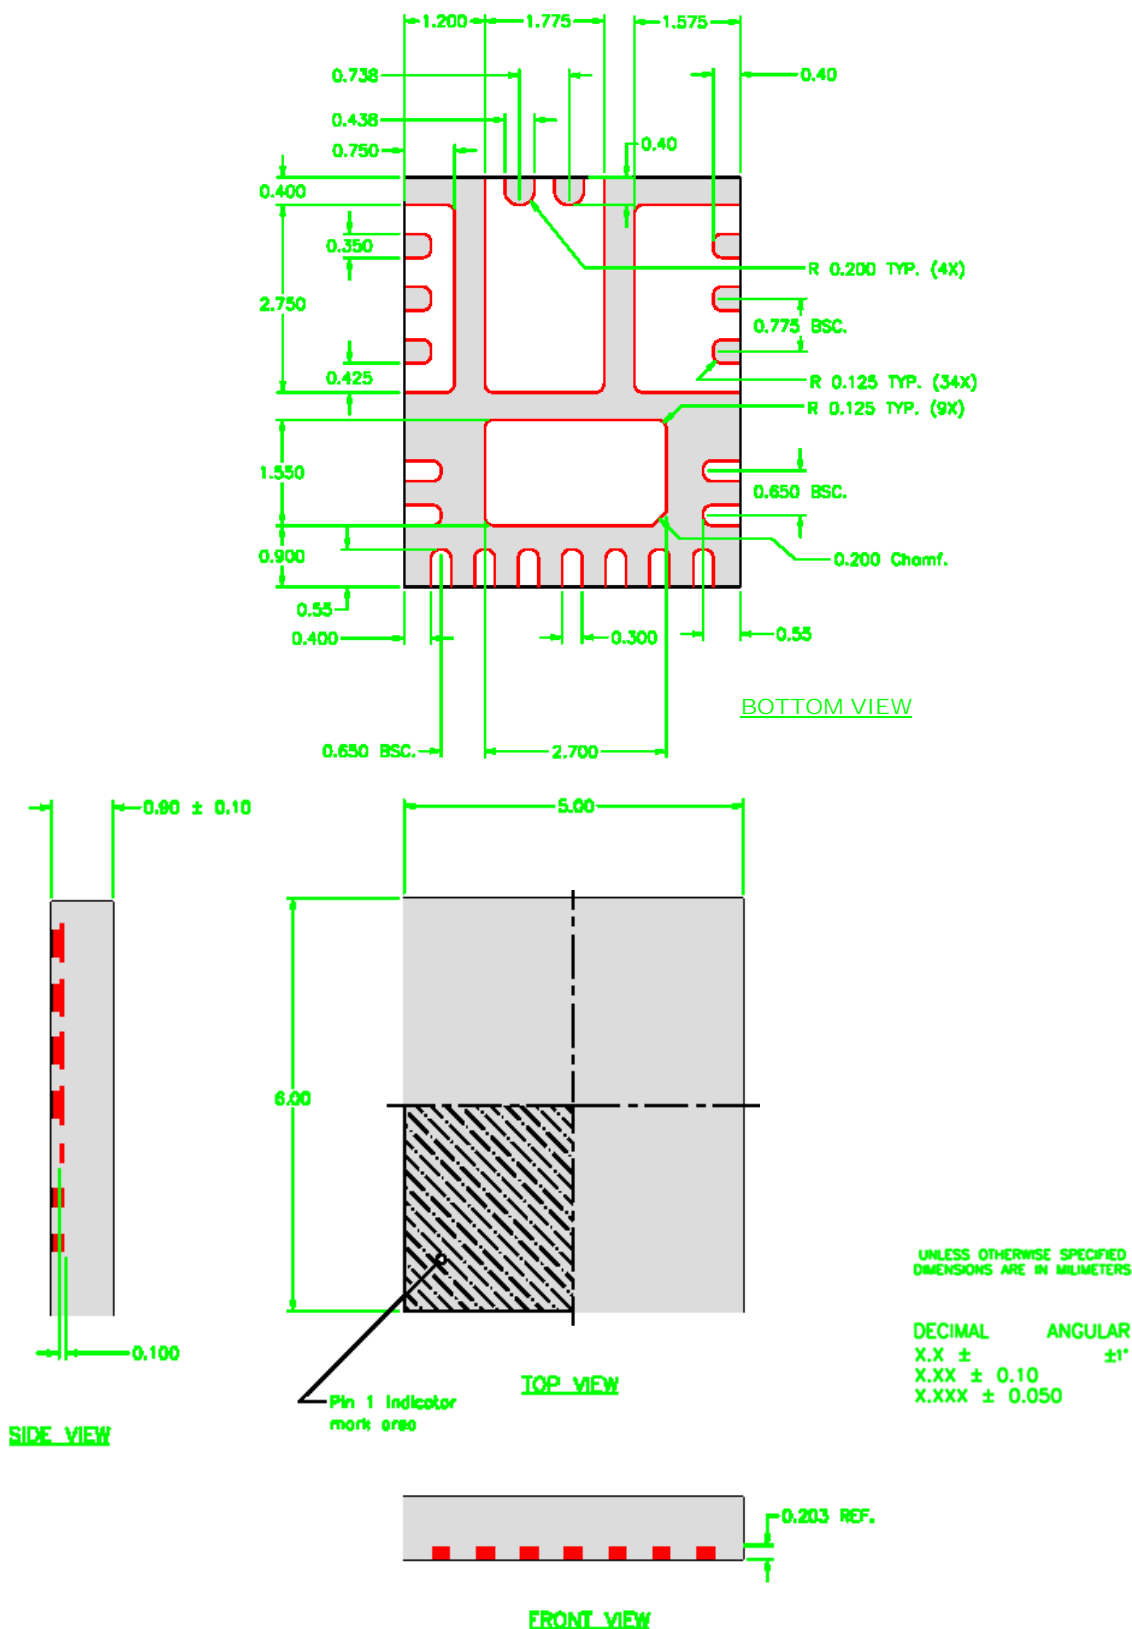 1.200 1.775 1.575
0.738 0.40
0.438
0.40
0.750
0.400
0.350
R 0.200 TYP. (4X)
2.750
0.775 BSC.
0.425
R 0.125 TYP. (34X)
R 0.125 TYP. (9X)
1.550
0.650 BSC.
0.900
0.200 Chamf.
0.55
0.400 0.300 0.55
BOTTOM VIEW
0.650 BSC. 2.700
0.90 ± 0.10 5.00
6.00
UNLESS OTHERWISE SPECIFIED
DIMENSIONS ARE IN MILIMETERS
DECIMAL ANGULAR
X.X ± ±1°
X.XX ± 0.10
X.XXX ± 0.050
0.100
TOP VIEW
Pin 1 Indicator
mark area
SIDE VIEW
0.203 REF.
FRONT VIEW